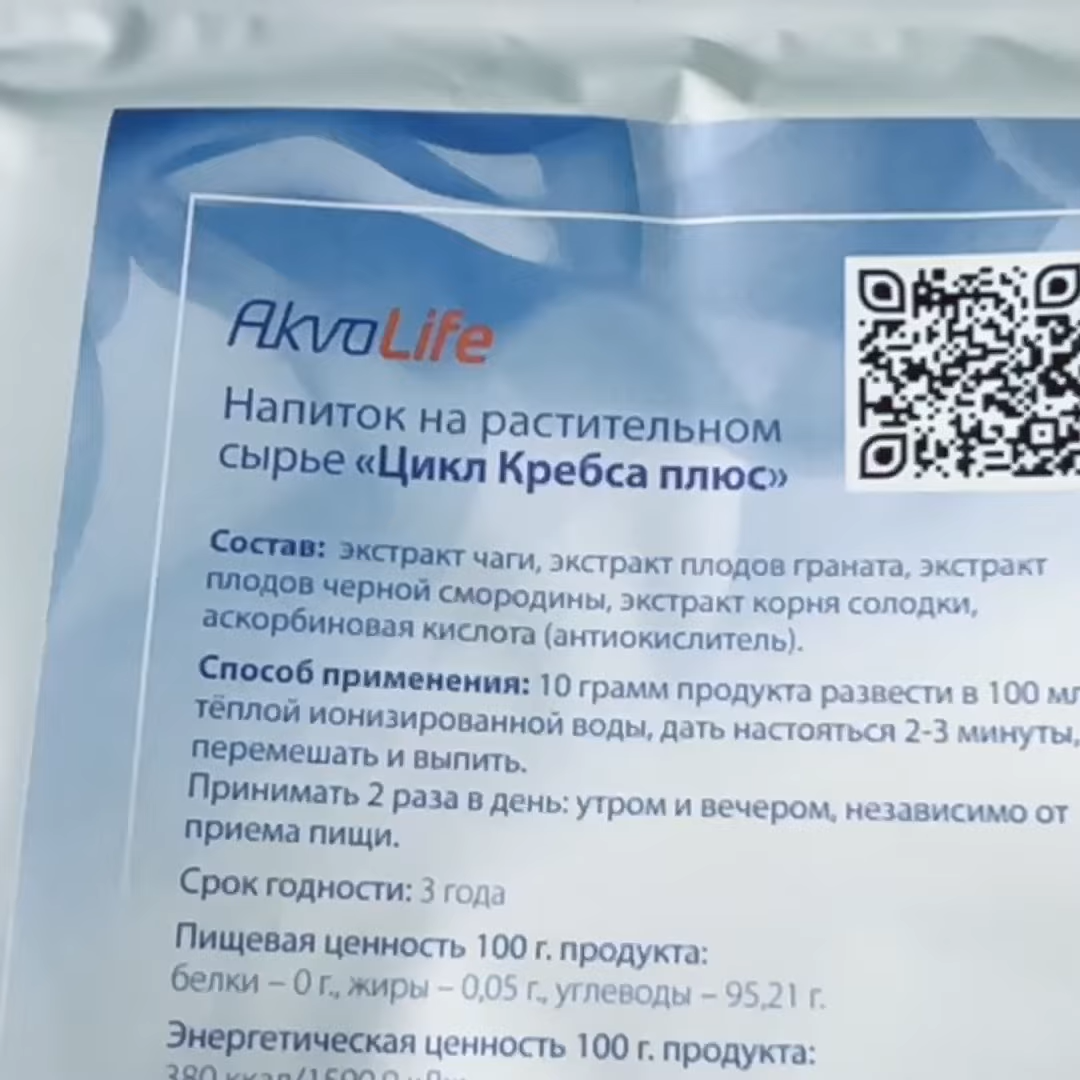 AkvaLife
Напиток на растительном
сырье «Цикл Кребса плюс»
Состав: экстракт чаги, экстракт плодов граната, экстракт
плодов черной смородины, экстракт корня солодки,
аскорбиновая кислота (антиокислитель).
Способ применения: 10 грамм продукта развести в 100 мл
тёплой ионизированной воды, дать настояться 2-3 минуты,
перемешать и выпить.
Принимать 2 раза в день: утром и вечером, независимо от
приема пищи.
Срок годности: 3 года
Пищевая ценность 100 г. продукта:
белки – 0 г., жиры – 0,05 г., углеводы – 95,21 г.
Энергетическая ценность 100 г. продукта:
380 ккал/